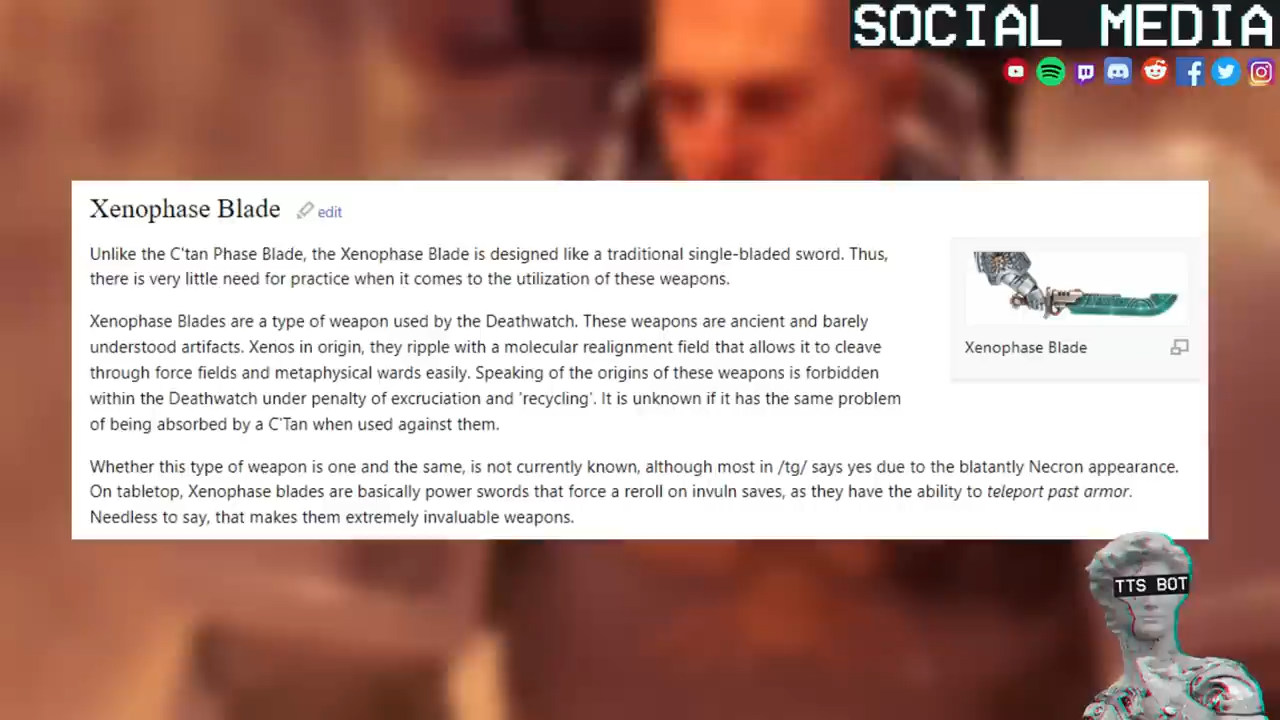 SOCIAL MEDIA
Xenophase Blade edit
Unlike the C'tan Phase Blade, the Xenophase Blade is designed like a traditional single-bladed sword. Thus,
there is very little need for practice when it comes to the utilization of these weapons.
Xenophase Blades are a type of weapon used by the Deathwatch. These weapons are ancient and barely
understood artifacts. Xenos in origin, they ripple with a molecular realignment field that allows it to cleave
through force fields and metaphysical wards easily. Speaking of the origins of these weapons is forbidden
within the Deathwatch under penalty of excruciation and 'recycling'. It is unknown if it has the same problem
of being absorbed by a C'Tan when used against them.
Xenophase Blade
Whether this type of weapon is one and the same, is not currently known, although most in /tg/ says yes due to the blatantly Necron appearance.
On tabletop, Xenophase blades are basically power swords that force a reroll on invuln saves, as they have the ability to teleport past armor.
Needless to say, that makes them extremely invaluable weapons.
TTS BOT